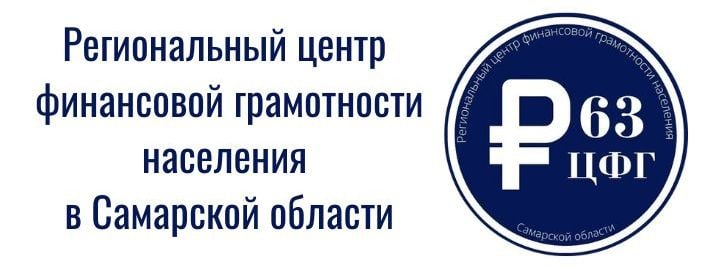 Региональный центр
финансовой грамотности
населения
в Самарской области
Региональный центр финансовой грамотности населения
₽ 63
ЦФГ
Самарской области